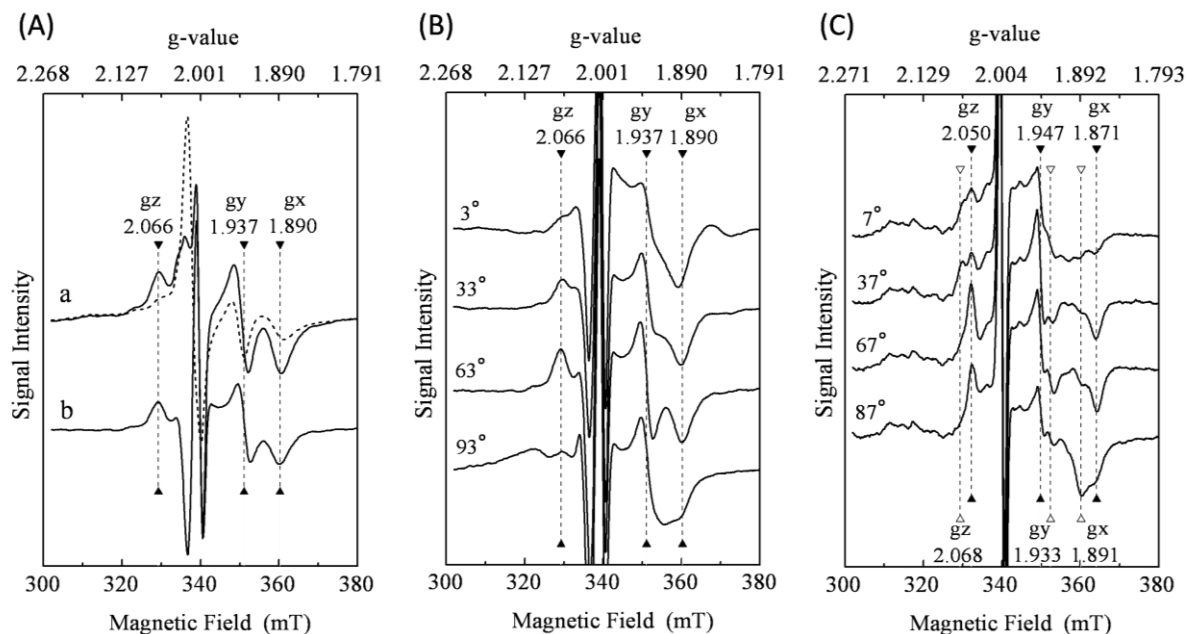 (A)
g-value
2.268 2.127 2.001 1.890 1.791
gz gy gx
2.066 1.937 1.890
a
b
Signal Intensity
300 320 340 360 380
Magnetic Field (mT)
(B)
g-value
2.268 2.127 2.001 1.890 1.791
gz gy gx
2.066 1.937 1.890
3°
33°
63°
93°
Signal Intensity
300 320 340 360 380
Magnetic Field (mT)
(C)
g-value
2.271 2.129 2.004 1.892 1.793
gz gy gx
2.050 1.947 1.871
7°
37°
67°
87°
gz gy gx
2.068 1.933 1.891
Signal Intensity
300 320 340 360 380
Magnetic Field (mT)